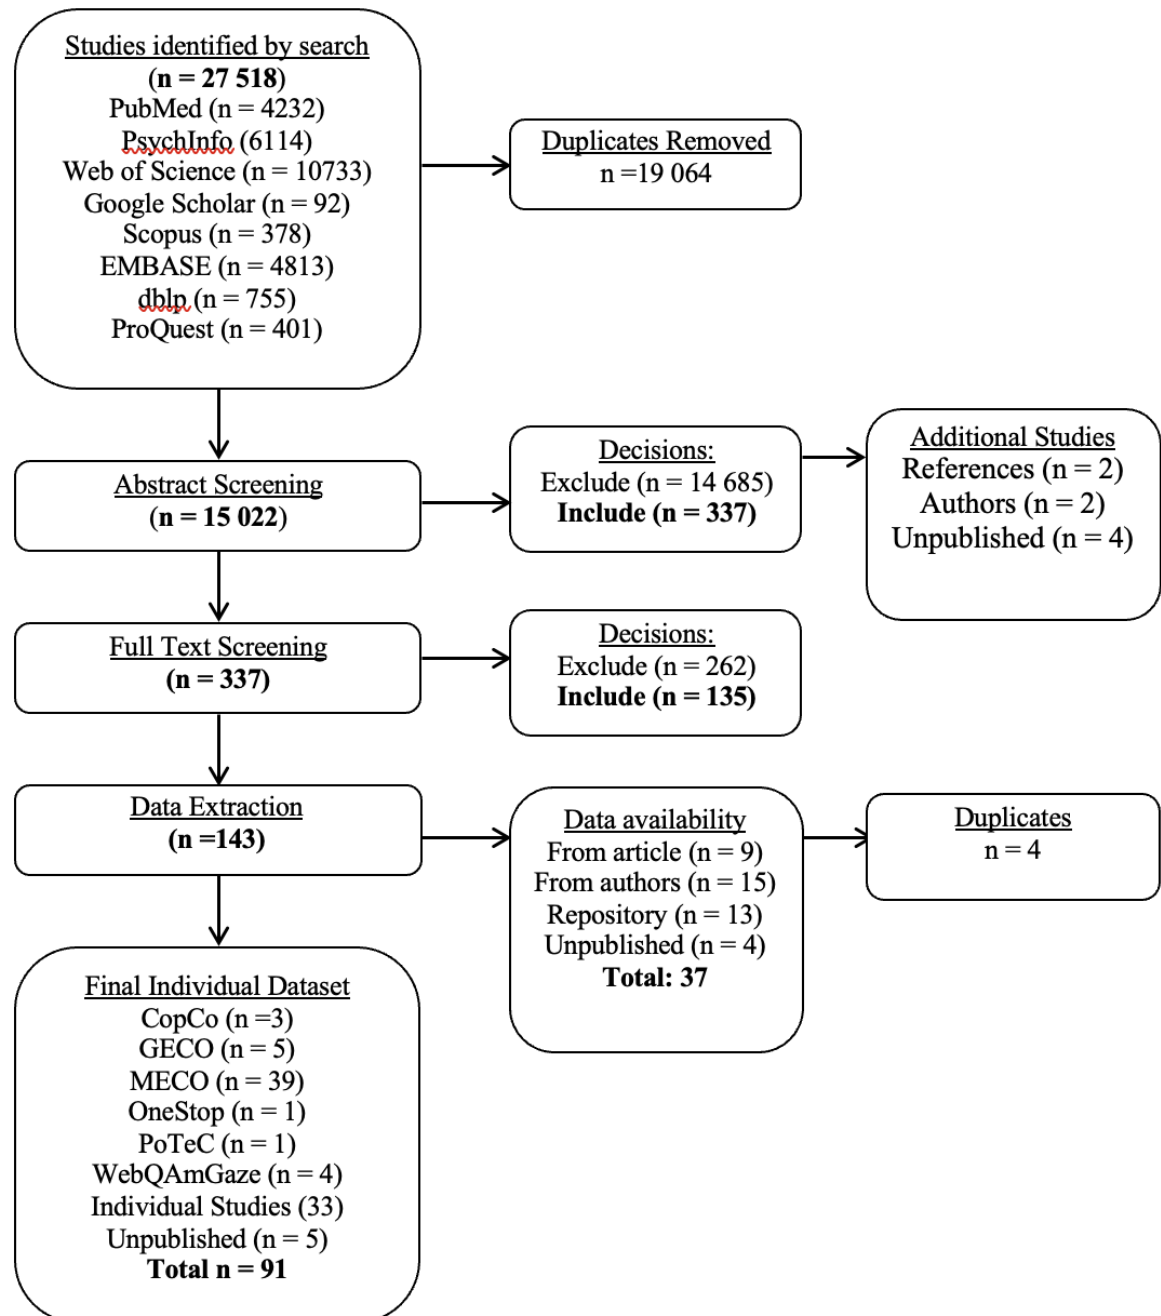 Studies identified by search
(n = 27 518)
PubMed (n = 4232)
PsychInfo (6114)
Web of Science (n = 10733)
Google Scholar (n = 92)
Scopus (n = 378)
EMBASE (n = 4813)
dblp (n = 755)
ProQuest (n = 401)
Duplicates Removed
n =19 064
Abstract Screening
(n = 15 022)
Decisions:
Exclude (n = 14 685)
Include (n = 337)
Additional Studies
References (n = 2)
Authors (n = 2)
Unpublished (n = 4)
Full Text Screening
(n = 337)
Decisions:
Exclude (n = 262)
Include (n = 135)
Data Extraction
(n =143)
Data availability
From article (n = 9)
From authors (n = 15)
Repository (n = 13)
Unpublished (n = 4)
Total: 37
Duplicates
n = 4
Final Individual Dataset
CopCo (n =3)
GECO (n = 5)
MECO (n = 39)
OneStop (n = 1)
PoTeC (n = 1)
WebQAmGaze (n = 4)
Individual Studies (33)
Unpublished (n = 5)
Total n = 91